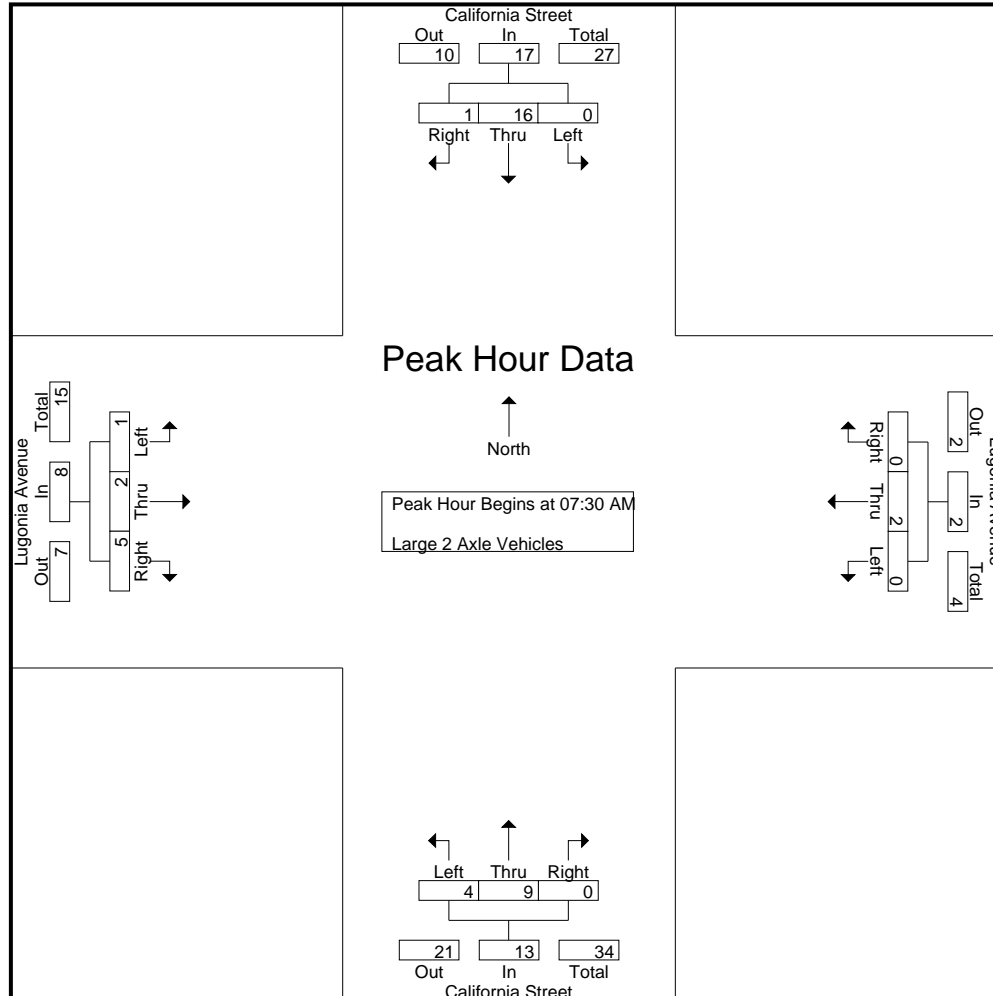 California Street
Out In Total
10 17 27
1 16 0
Right Thru Left
Peak Hour Data
North
Peak Hour Begins at 07:30 AM
Large 2 Axle Vehicles
Lugonia Avenue
Total In Out
15 8 7
1 2 5
Left Thru Right
Right Thru Left
0 2 0
Out In Total
2 2 4
Left Thru Right
4 9 0
21 13 34
Out In Total
California Street